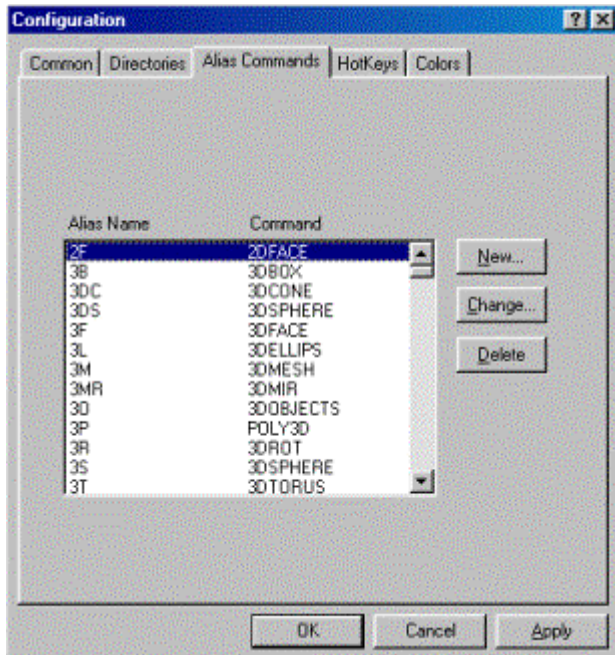 Configuration
Common Directories Alias Commands HotKeys Colors
Alias Name Command
2F 2DFACE
3B 3DBOX
3DC 3DCONE
3DS 3DSPHERE
3F 3DFACE
3L 3DELLIPS
3M 3DMESH
3MR 3DMIR
3O 3DOBJECTS
3P POLY3D
3R 3DROT
3S 3DSPHERE
3T 3DTORUS
New...
Change...
Delete
OK Cancel Apply